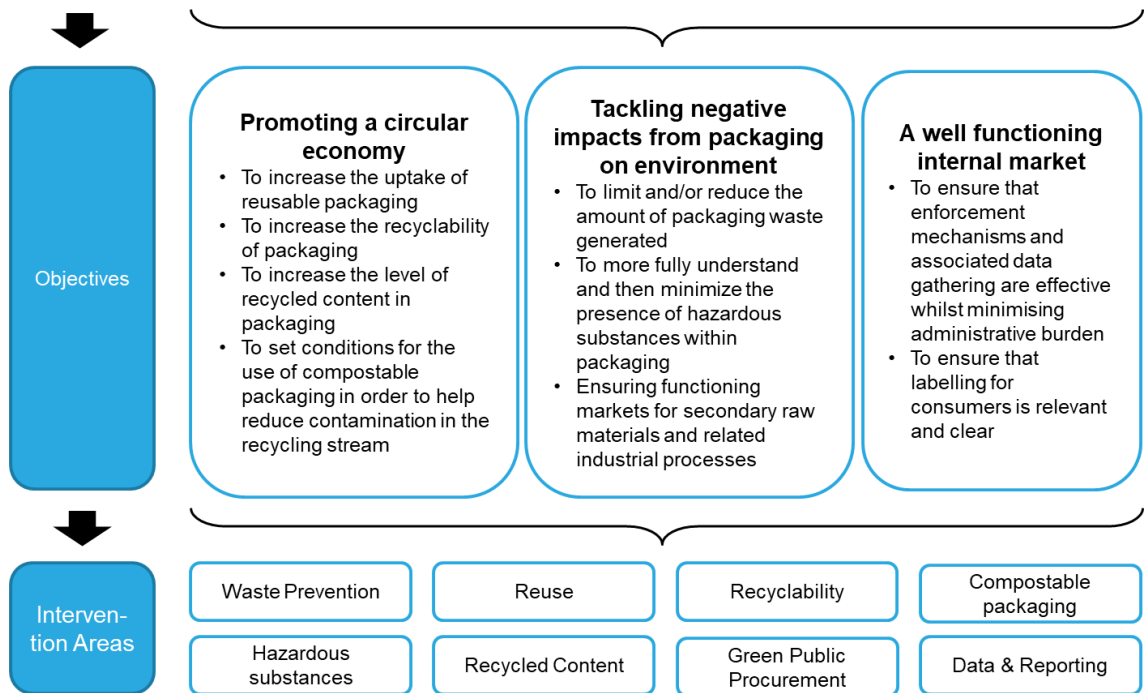 Objectives
Promoting a circular
economy
• To increase the uptake of
reusable packaging
• To increase the recyclability
of packaging
• To increase the level of
recycled content in
packaging
• To set conditions for the
use of compostable
packaging in order to help
reduce contamination in the
recycling stream
Tackling negative
impacts from packaging
on environment
• To limit and/or reduce the
amount of packaging waste
generated
• To more fully understand
and then minimize the
presence of hazardous
substances within
packaging
• Ensuring functioning
markets for secondary raw
materials and related
industrial processes
A well functioning
internal market
• To ensure that
enforcement
mechanisms and
associated data
gathering are effective
whilst minimising
administrative burden
• To ensure that
labelling for
consumers is relevant
and clear
Interven-
tion Areas
Waste Prevention
Reuse
Recyclability
Compostable
packaging
Hazardous
substances
Recycled Content
Green Public
Procurement
Data & Reporting